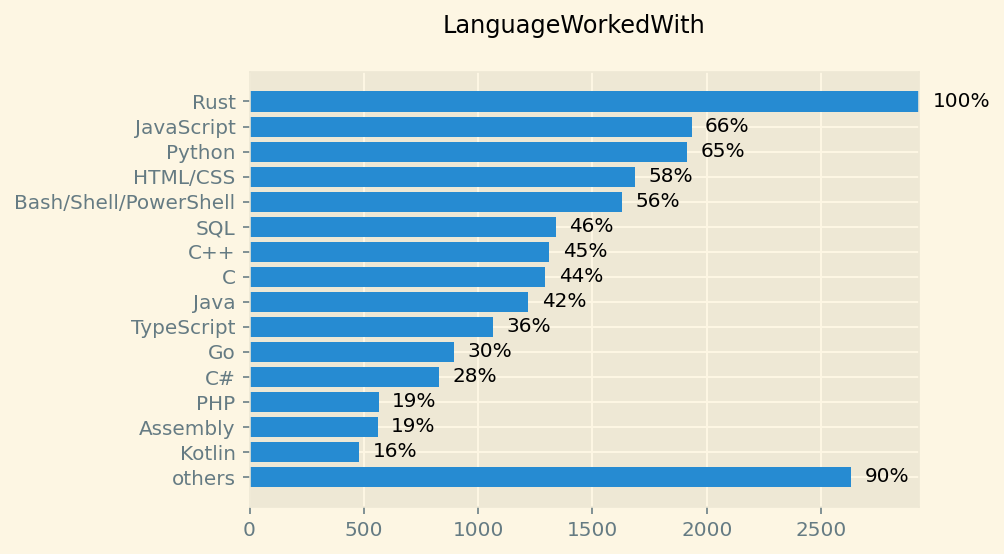 LanguageWorkedWith
Rust 100%
JavaScript 66%
Python 65%
HTML/CSS 58%
Bash/Shell/PowerShell 56%
SQL 46%
C++ 45%
C 44%
Java 42%
TypeScript 36%
Go 30%
C# 28%
PHP 19%
Assembly 19%
Kotlin 16%
others 90%
0 500 1000 1500 2000 2500